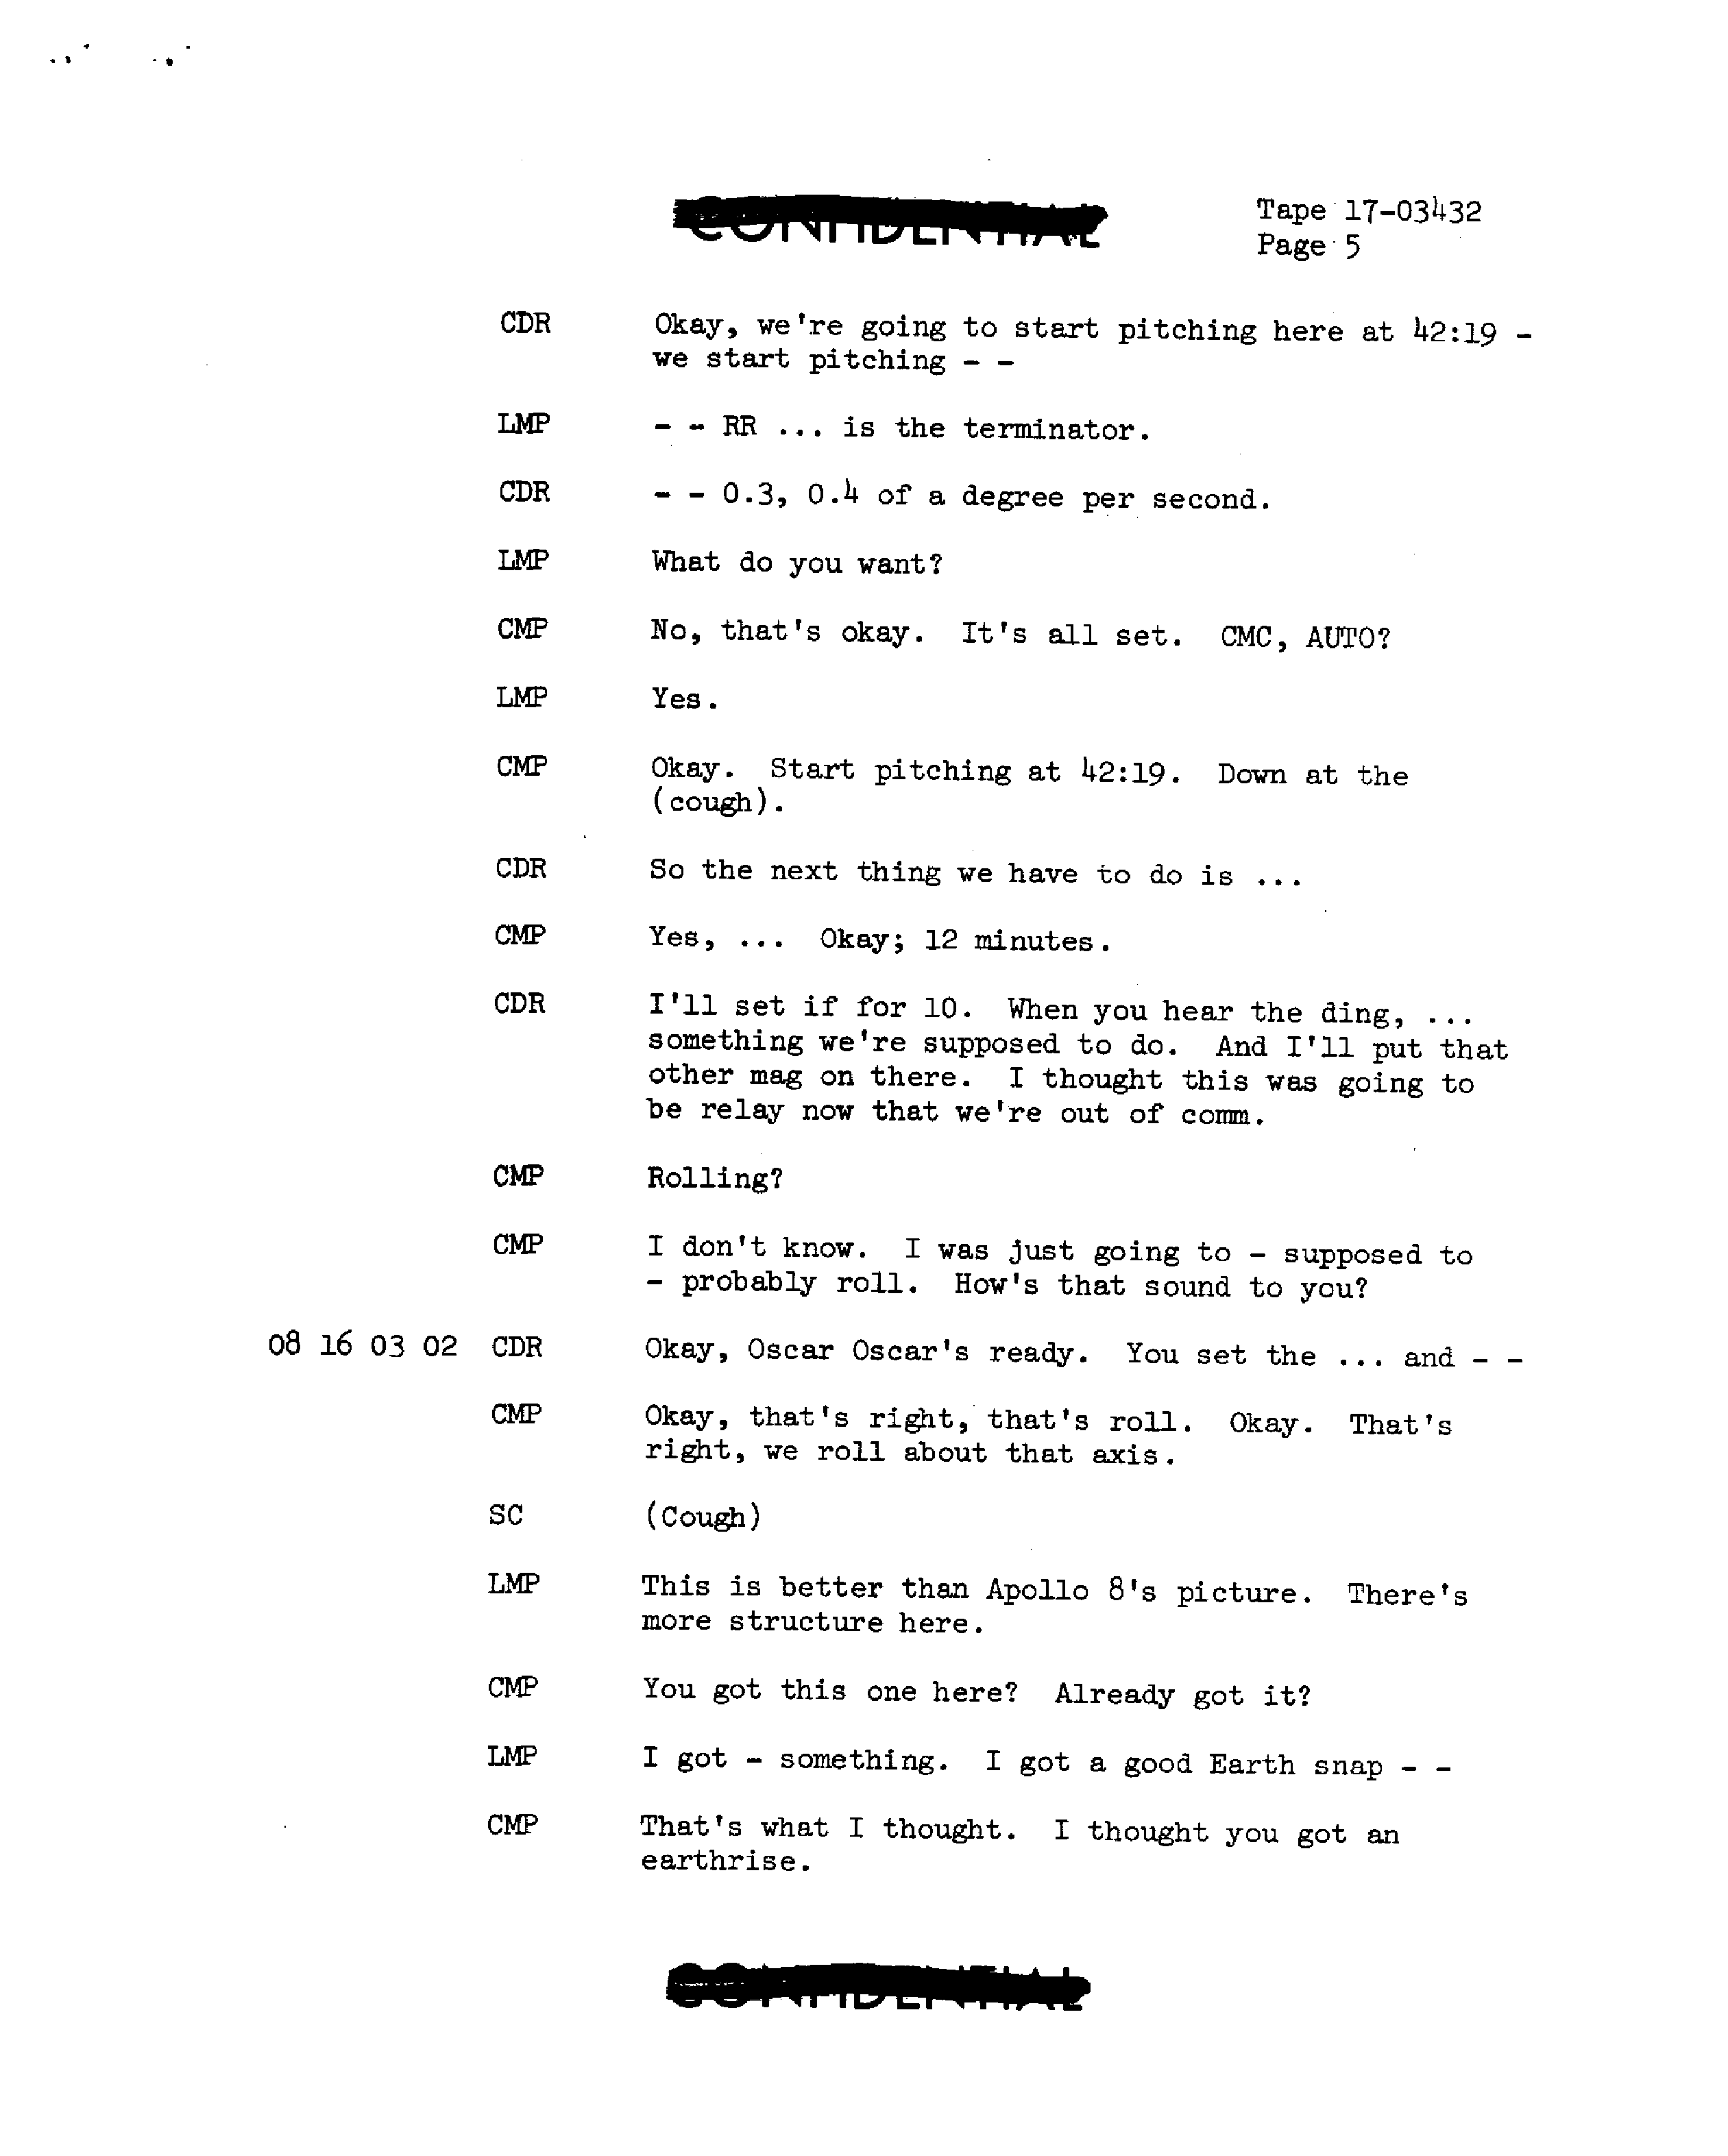 CONFIDENTIAL
Tape 17-03432
Page 5
CDR Okay, we're going to start pitching here at 42:19 -
we start pitching - -
LMP - - RR ... is the terminator.
CDR - - 0.3, 0.4 of a degree per second.
LMP What do you want?
CMP No, that's okay. It's all set. CMC, AUTO?
LMP Yes.
CMP Okay. Start pitching at 42:19. Down at the
(cough).
CDR So the next thing we have to do is ...
CMP Yes, ... Okay; 12 minutes.
CDR I'll set if for 10. When you hear the ding, ...
something we're supposed to do. And I'll put that
other mag on there. I thought this was going to
be relay now that we're out of comm.
CMP Rolling?
CMP I don't know. I was just going to - supposed to
- probably roll. How's that sound to you?
08 16 03 02 CDR Okay, Oscar Oscar's ready. You set the ... and - -
CMP Okay, that's right, that's roll. Okay. That's
right, we roll about that axis.
SC (Cough)
LMP This is better than Apollo 8's picture. There's
more structure here.
CMP You got this one here? Already got it?
LMP I got - something. I got a good Earth snap - -
CMP That's what I thought. I thought you got an
earthrise.
CONFIDENTIAL